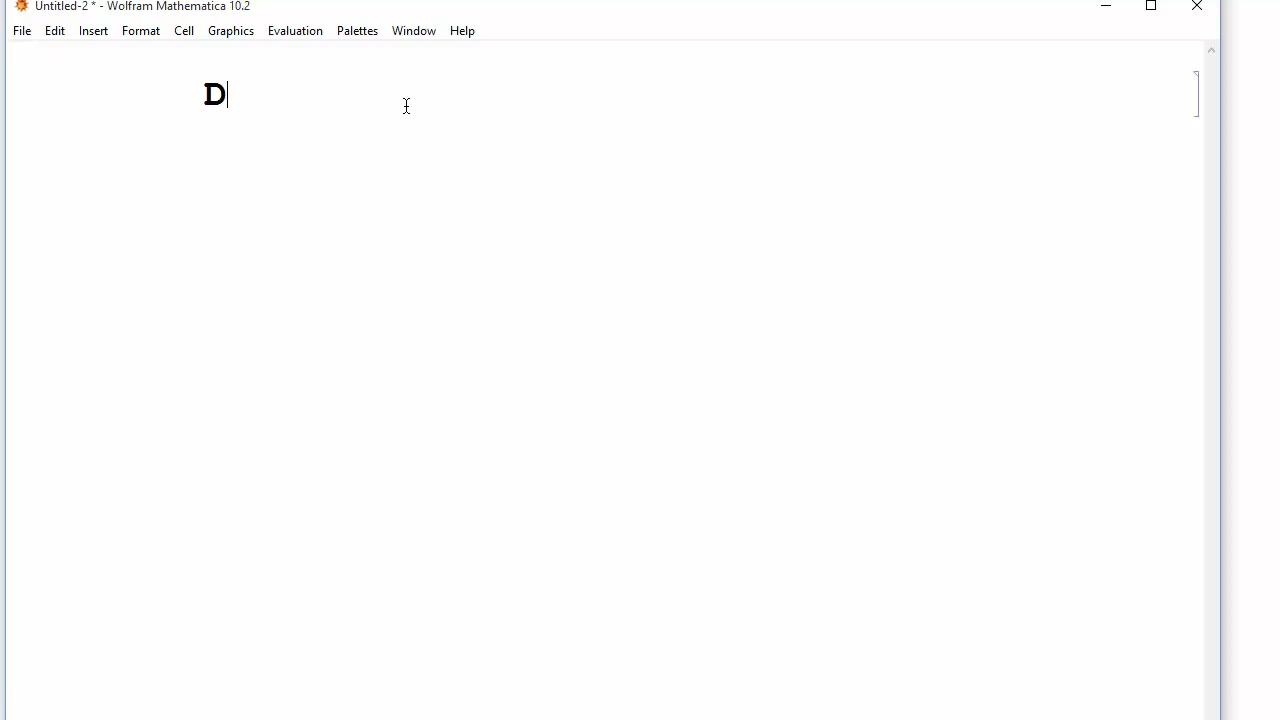 Untitled-2 * - Wolfram Mathematica 10.2
File Edit Insert Format Cell Graphics Evaluation Palettes Window Help
D